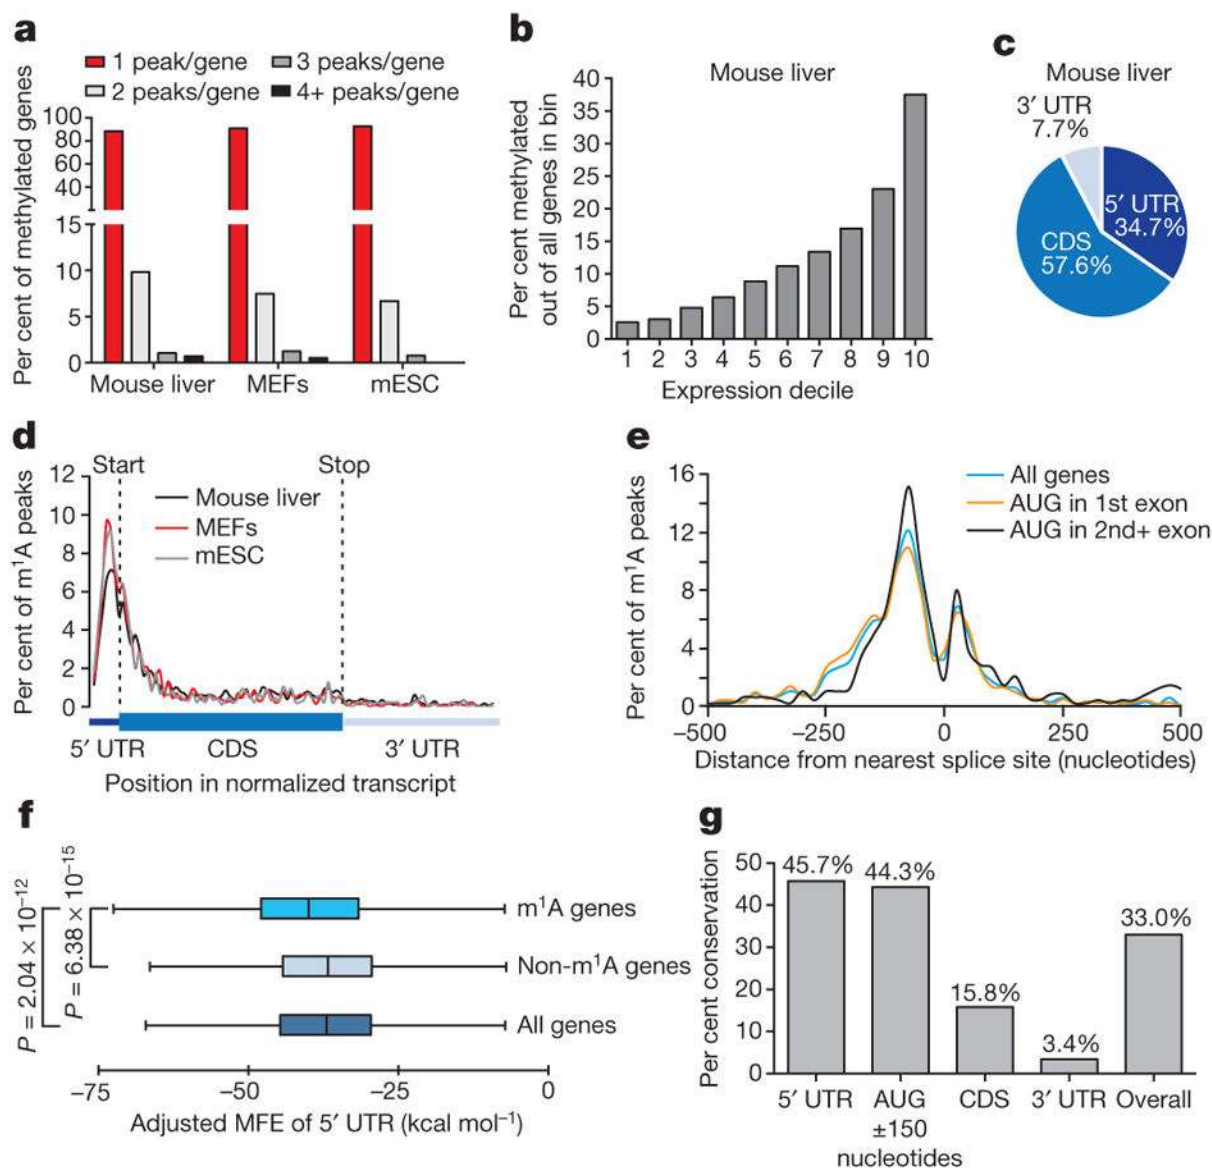 a
1 peak/gene
3 peaks/gene
2 peaks/gene
4+ peaks/gene
Per cent of methylated genes
100
80
60
40
15
10
5
0
Mouse liver
MEFs
mESC
b
Mouse liver
Per cent methylated
out of all genes in bin
40
35
30
25
20
15
10
5
0
1 2 3 4 5 6 7 8 9 10
Expression decile
c
Mouse liver
3′ UTR
7.7%
5′ UTR
34.7%
CDS
57.6%
d
Start
Stop
Per cent of m¹A peaks
12
10
8
6
4
2
0
Mouse liver
MEFs
mESC
5′ UTR
CDS
3′ UTR
Position in normalized transcript
e
Per cent of m¹A peaks
16
12
8
4
0
All genes
AUG in 1st exon
AUG in 2nd+ exon
−500 −250 0 250 500
Distance from nearest splice site (nucleotides)
f
P = 2.04 × 10⁻¹²
P = 6.38 × 10⁻¹⁵
m¹A genes
Non-m¹A genes
All genes
−75 −50 −25 0
Adjusted MFE of 5′ UTR (kcal mol⁻¹)
g
Per cent conservation
50
40
30
20
10
0
45.7%
44.3%
15.8%
3.4%
33.0%
5′ UTR
AUG
±150
nucleotides
CDS
3′ UTR
Overall